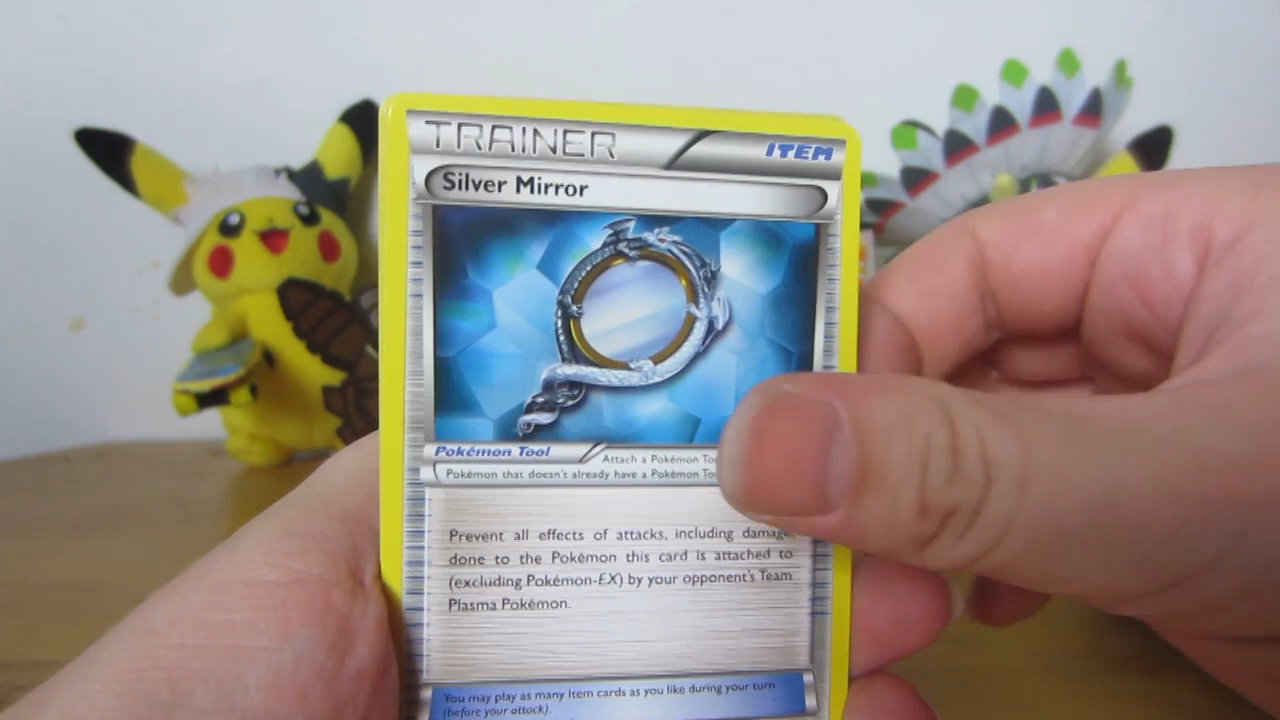 TRAINER ITEM
Silver Mirror
Pokémon Tool Attach a Pokémon
Pokémon that doesn't already have a Pokémon
Prevent all effects of attacks, including damage,
done to the Pokémon this card is attached to
(excluding Pokémon-EX) by your opponent's Team
Plasma Pokémon.
You may play as many Item cards as you like during your turn
(before your attack).